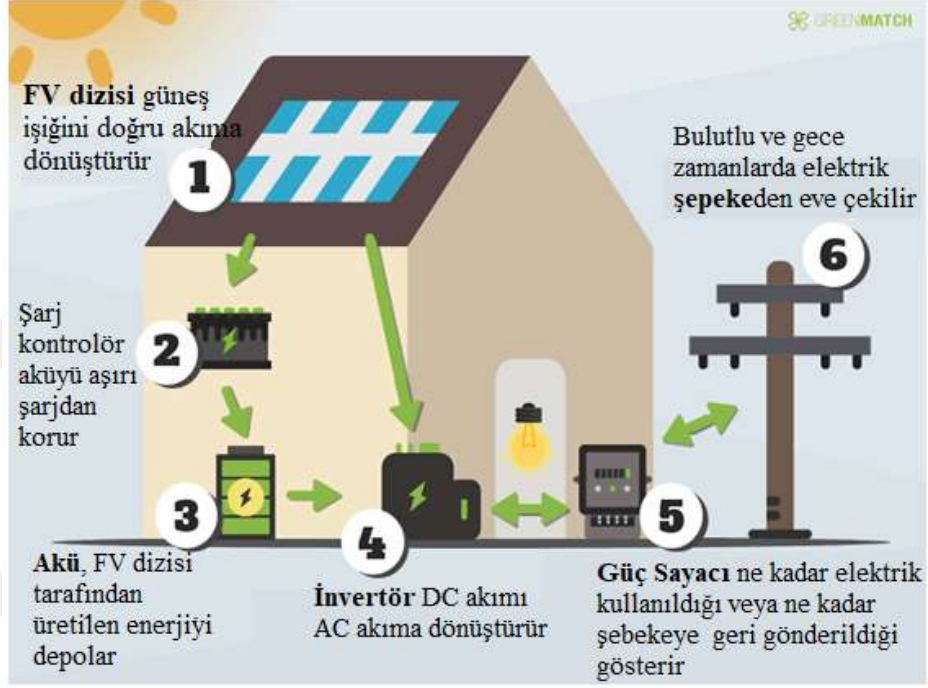 GREENMATCH
FV dizisi güneş
işiğini doğru akıma
dönüştürür
1
Bulutlu ve gece
zamanlarda elektrik
şepekeden eve çekilir
6
Şarj
kontrolör
aküyü aşırı
şarjdan
korur
2
3
Akü, FV dizisi
tarafından
üretilen enerjiyi
depolar
4
İnvertör DC akımı
AC akıma dönüştürür
5
Güç Sayacı ne kadar elektrik
kullanıldığı veya ne kadar
şebekeye geri gönderildiği
gösterir